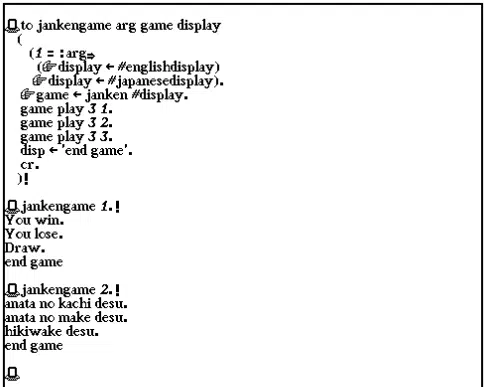 to jankengame arg game display
(
(1 = :arg⇒
(☞display ← #englishdisplay)
☞display ← #japanesedisplay).
☞game ← janken #display.
game play 3 1.
game play 3 2.
game play 3 3.
disp ← 'end game'.
cr.
)!
jankengame 1.!
You win.
You lose.
Draw.
end game
jankengame 2.!
anata no kachi desu.
anata no make desu.
hikiwake desu.
end game